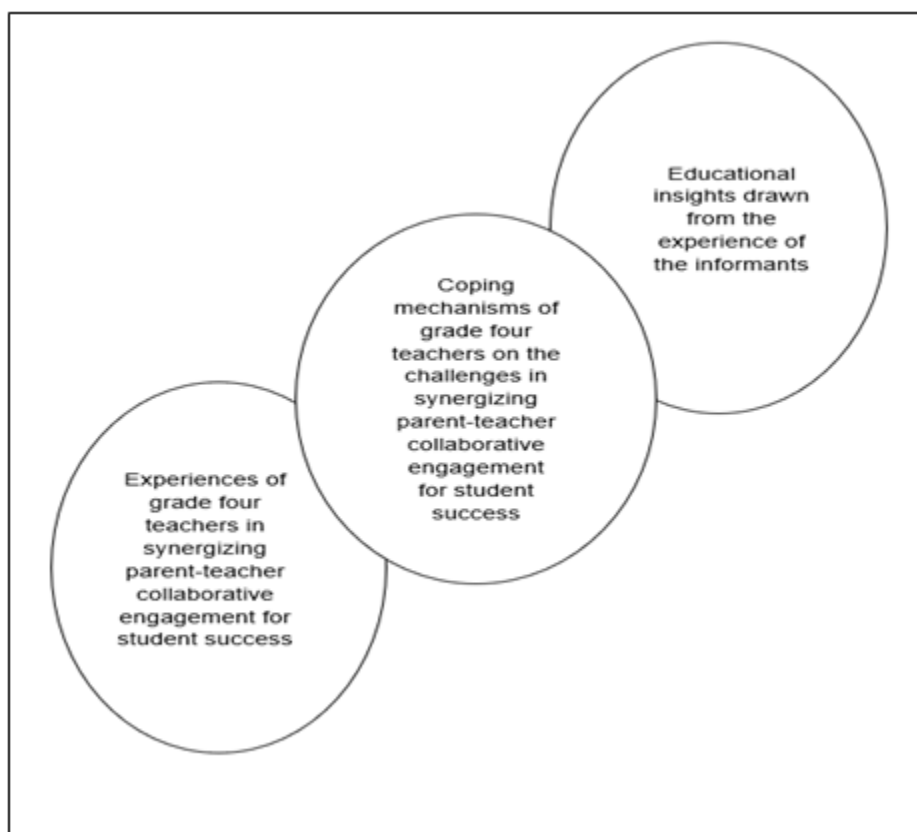 Educational
insights drawn
from the
experience of
the informants
Coping
mechanisms of
grade four
teachers on the
challenges in
synergizing
parent-teacher
collaborative
engagement
for student
success
Experiences of
grade four
teachers in
synergizing
parent-teacher
collaborative
engagement for
student success